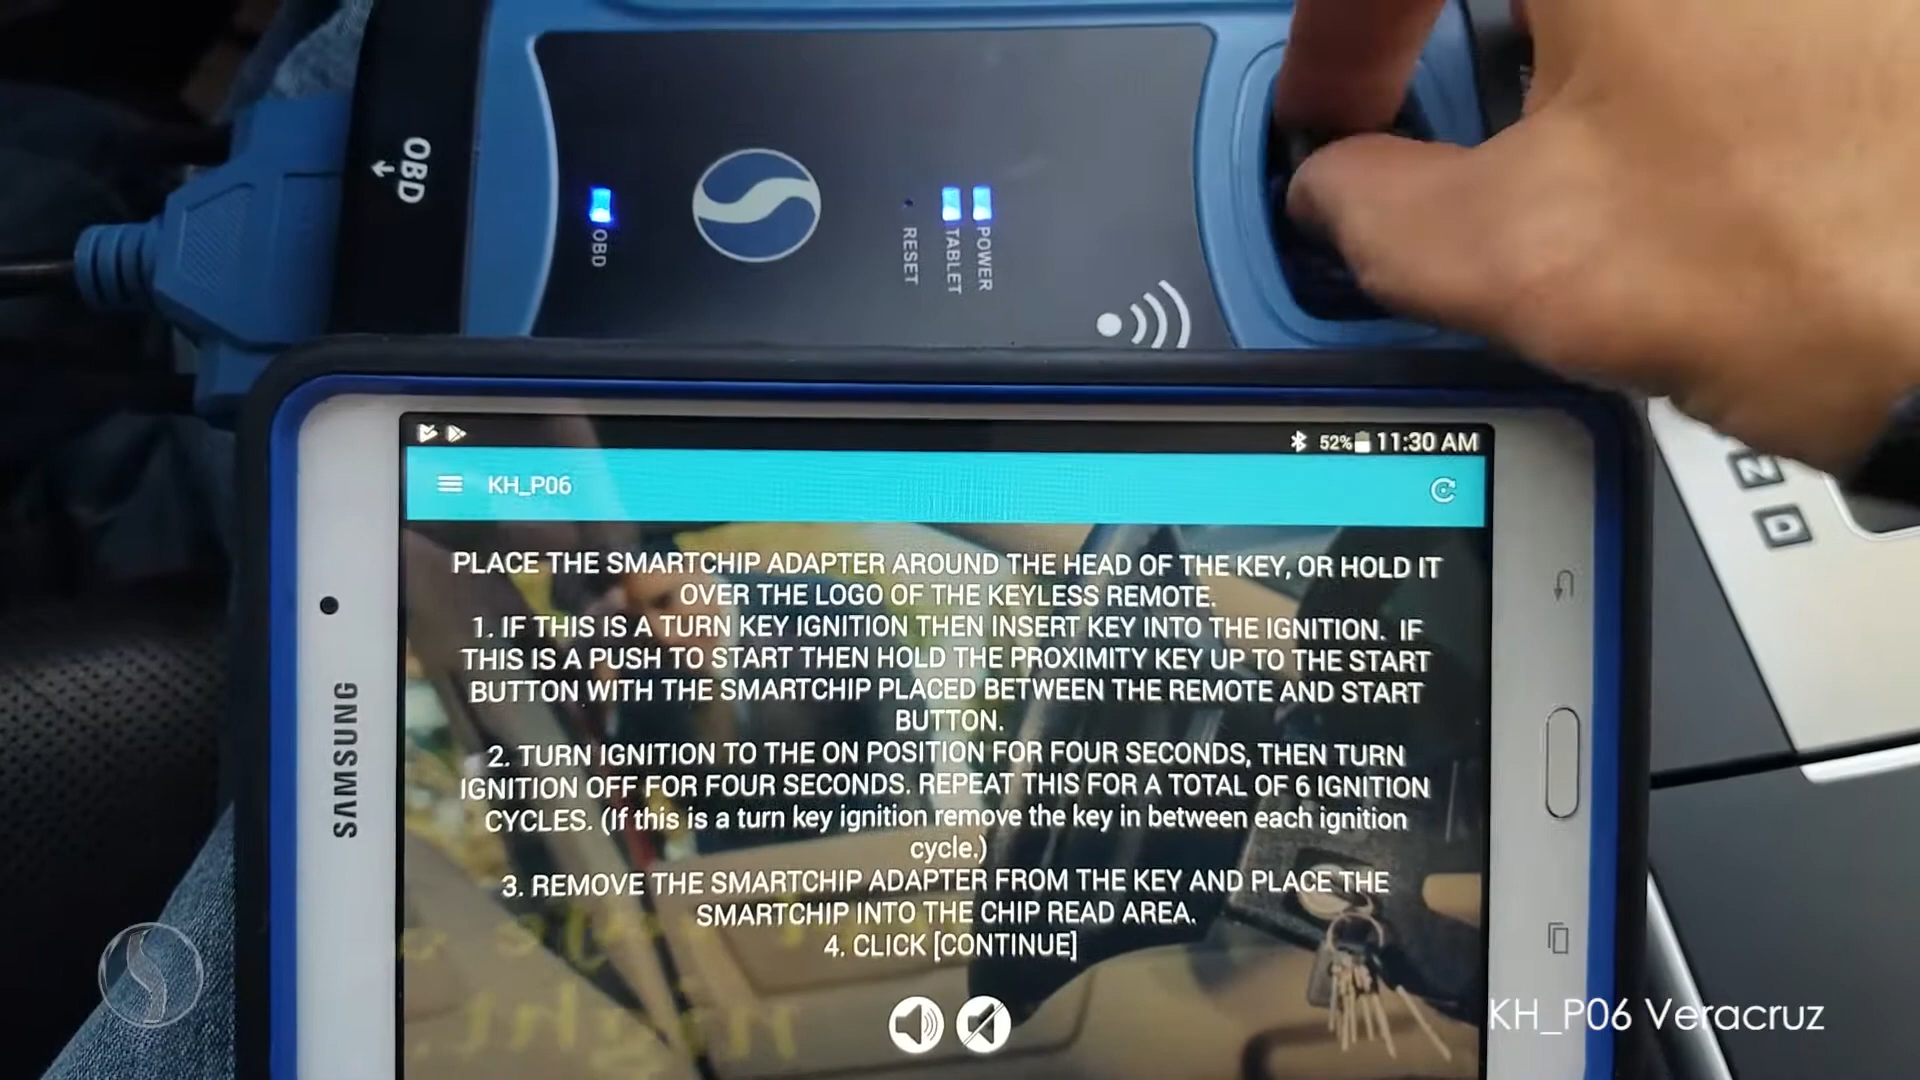 OBD
OBD
RESET
TABLET
POWER
52% 11:30 AM
KH_P06
PLACE THE SMARTCHIP ADAPTER AROUND THE HEAD OF THE KEY, OR HOLD IT
OVER THE LOGO OF THE KEYLESS REMOTE.
1. IF THIS IS A TURN KEY IGNITION THEN INSERT KEY INTO THE IGNITION. IF
THIS IS A PUSH TO START THEN HOLD THE PROXIMITY KEY UP TO THE START
BUTTON WITH THE SMARTCHIP PLACED BETWEEN THE REMOTE AND START
BUTTON.
2. TURN IGNITION TO THE ON POSITION FOR FOUR SECONDS, THEN TURN
IGNITION OFF FOR FOUR SECONDS. REPEAT THIS FOR A TOTAL OF 6 IGNITION
CYCLES. (If this is a turn key ignition remove the key in between each ignition
cycle.)
3. REMOVE THE SMARTCHIP ADAPTER FROM THE KEY AND PLACE THE
SMARTCHIP INTO THE CHIP READ AREA.
4. CLICK [CONTINUE]
SAMSUNG
N
D
KH_P06 Veracruz